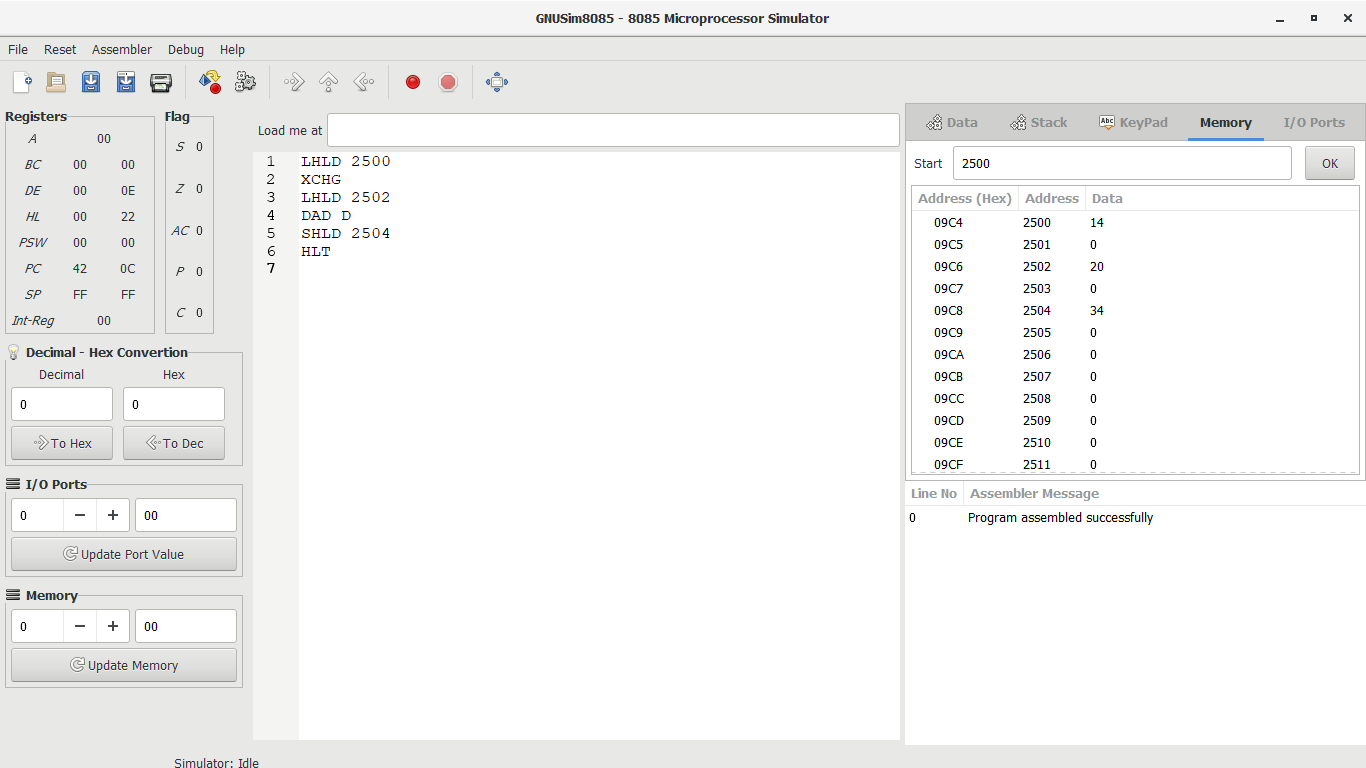 GNUSim8085 - 8085 Microprocessor Simulator
File Reset Assembler Debug Help
Registers
A 00
BC 00 00
DE 00 0E
HL 00 22
PSW 00 00
PC 42 0C
SP FF FF
Int-Reg 00
Flag
S 0
Z 0
AC 0
P 0
C 0
Decimal - Hex Convertion
Decimal Hex
0 0
To Hex To Dec
I/O Ports
0 − + 00
Update Port Value
Memory
0 − + 00
Update Memory
Load me at
1 LHLD 2500
2 XCHG
3 LHLD 2502
4 DAD D
5 SHLD 2504
6 HLT
7
Data Stack Abc KeyPad Memory I/O Ports
Start 2500 OK
Address (Hex) Address Data
09C4 2500 14
09C5 2501 0
09C6 2502 20
09C7 2503 0
09C8 2504 34
09C9 2505 0
09CA 2506 0
09CB 2507 0
09CC 2508 0
09CD 2509 0
09CE 2510 0
09CF 2511 0
Line No Assembler Message
0 Program assembled successfully
Simulator: Idle